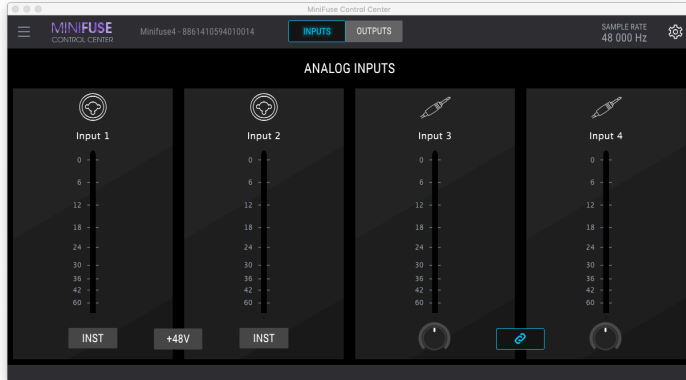 MiniFuse Control Center
MINIFUSE
CONTROL CENTER
Minifuse4 - 8861410594010014
INPUTS
OUTPUTS
SAMPLE RATE
48 000 Hz
ANALOG INPUTS
Input 1
Input 2
Input 3
Input 4
0
6
12
18
24
30
36
42
60
0
6
12
18
24
30
36
42
60
0
6
12
18
24
30
36
42
60
0
6
12
18
24
30
36
42
60
INST
+48V
INST